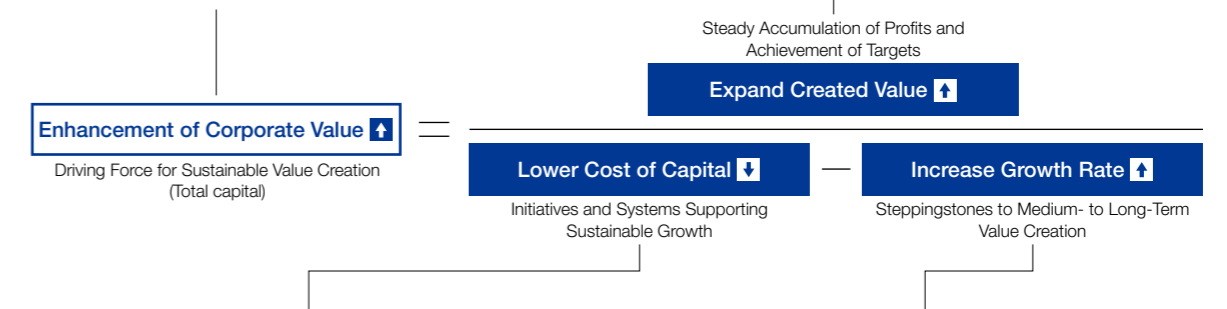 Steady Accumulation of Profits and
Achievement of Targets
Expand Created Value
Enhancement of Corporate Value
=
Driving Force for Sustainable Value Creation
(Total capital)
Lower Cost of Capital
—
Increase Growth Rate
Initiatives and Systems Supporting
Sustainable Growth
Steppingstones to Medium- to Long-Term
Value Creation